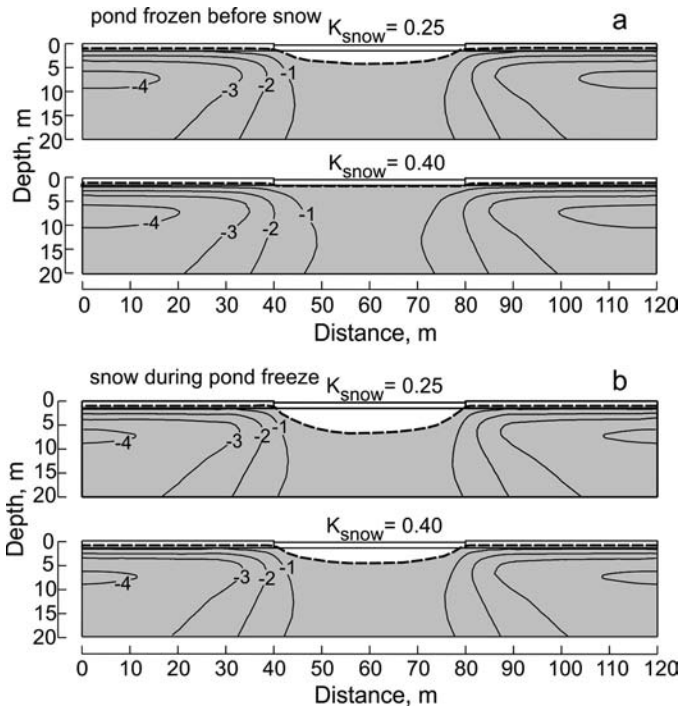 pond frozen before snow
a
K snow = 0.25
0
5
10
15
20
-4
-3
-2
-1
K snow = 0.40
0
5
10
15
20
-4
-3
-2
-1
Depth, m
0 10 20 30 40 50 60 70 80 90 100 110 120
Distance, m
snow during pond freeze
b
K snow = 0.25
0
5
10
15
20
-4
-3
-2
-1
K snow = 0.40
0
5
10
15
20
-4
-3
-2
-1
Depth, m
0 10 20 30 40 50 60 70 80 90 100 110 120
Distance, m